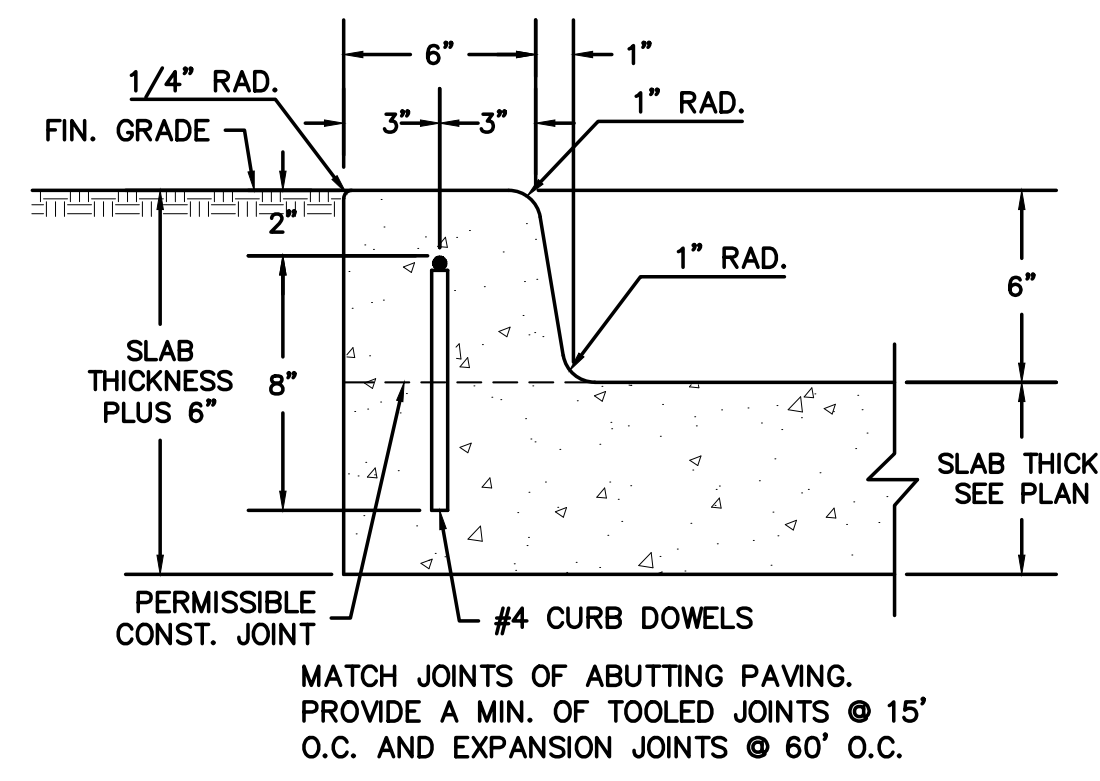 6" 1"
1/4" RAD.
1" RAD.
3" 3"
FIN. GRADE
2"
1" RAD.
6"
SLAB
THICKNESS
PLUS 6"
8"
SLAB THICK
SEE PLAN
PERMISSIBLE
CONST. JOINT
#4 CURB DOWELS
MATCH JOINTS OF ABUTTING PAVING.
PROVIDE A MIN. OF TOOLED JOINTS @ 15'
O.C. AND EXPANSION JOINTS @ 60' O.C.